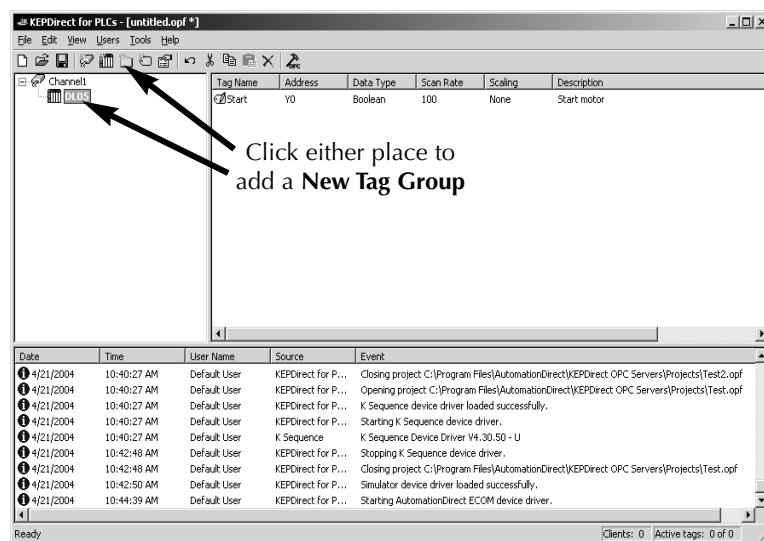 KEPDirect for PLCs - [untitled.opf *]
File Edit View Users Tools Help
Channel1
DL05
Tag Name Address Data Type Scan Rate Scaling Description
Start Y0 Boolean 100 None Start motor
Click either place to
add a New Tag Group
Date Time User Name Source Event
4/21/2004 10:40:27 AM Default User KEPDirect for P... Closing project C:\Program Files\AutomationDirect\KEPDirect OPC Servers\Projects\Test2.opf
4/21/2004 10:40:27 AM Default User KEPDirect for P... Opening project C:\Program Files\AutomationDirect\KEPDirect OPC Servers\Projects\Test.opf
4/21/2004 10:40:27 AM Default User KEPDirect for P... K Sequence device driver loaded successfully.
4/21/2004 10:40:27 AM Default User KEPDirect for P... Starting K Sequence device driver.
4/21/2004 10:40:27 AM Default User K Sequence K Sequence Device Driver V4.30.50 - U
4/21/2004 10:42:48 AM Default User KEPDirect for P... Stopping K Sequence device driver.
4/21/2004 10:42:48 AM Default User KEPDirect for P... Closing project C:\Program Files\AutomationDirect\KEPDirect OPC Servers\Projects\Test.opf
4/21/2004 10:42:50 AM Default User KEPDirect for P... Simulator device driver loaded successfully.
4/21/2004 10:44:39 AM Default User KEPDirect for P... Starting AutomationDirect ECOM device driver.
Ready Clients: 0 Active tags: 0 of 0